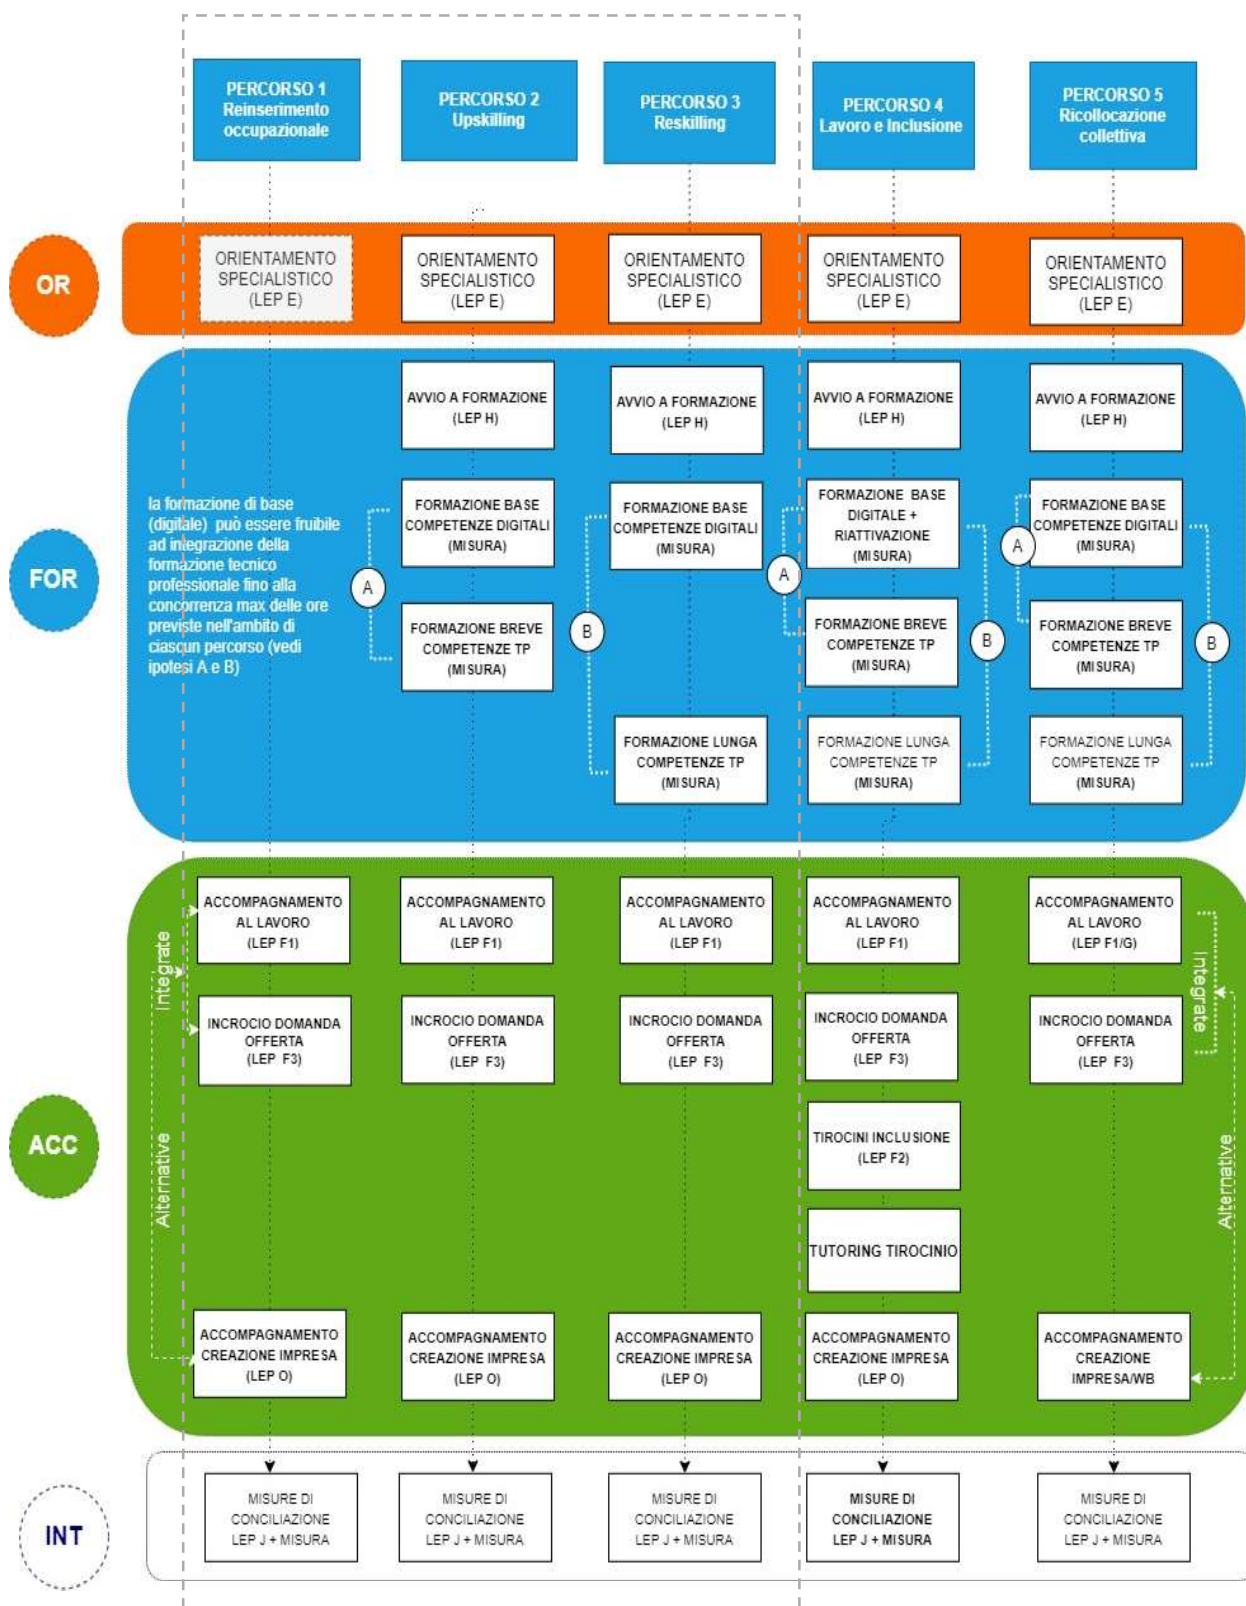 PERCORSO 1
Reinserimento
occupazionale
PERCORSO 2
Upskilling
PERCORSO 3
Reskilling
PERCORSO 4
Lavoro e Inclusione
PERCORSO 5
Ricollocazione
collettiva
OR
ORIENTAMENTO
SPECIALISTICO
(LEP E)
ORIENTAMENTO
SPECIALISTICO
(LEP E)
ORIENTAMENTO
SPECIALISTICO
(LEP E)
ORIENTAMENTO
SPECIALISTICO
(LEP E)
ORIENTAMENTO
SPECIALISTICO
(LEP E)
FOR
la formazione di base
(digitale) può essere fruibile
ad integrazione della
formazione tecnico
professionale fino alla
concorrenza max delle ore
previste nell'ambito di
ciascun percorso (vedi
ipotesi A e B)
AVVIO A FORMAZIONE
(LEP H)
AVVIO A FORMAZIONE
(LEP H)
AVVIO A FORMAZIONE
(LEP H)
AVVIO A FORMAZIONE
(LEP H)
FORMAZIONE BASE
COMPETENZE DIGITALI
(MISURA)
FORMAZIONE BASE
COMPETENZE DIGITALI
(MISURA)
FORMAZIONE BASE
DIGITALE +
RIATTIVAZIONE
(MISURA)
FORMAZIONE BASE
COMPETENZE DIGITALI
(MISURA)
A
B
A
B
A
B
FORMAZIONE BREVE
COMPETENZE TP
(MISURA)
FORMAZIONE BREVE
COMPETENZE TP
(MISURA)
FORMAZIONE BREVE
COMPETENZE TP
(MISURA)
FORMAZIONE LUNGA
COMPETENZE TP
(MISURA)
FORMAZIONE LUNGA
COMPETENZE TP
(MISURA)
FORMAZIONE LUNGA
COMPETENZE TP
(MISURA)
ACC
Integrate
Alternative
ACCOMPAGNAMENTO
AL LAVORO
(LEP F1)
ACCOMPAGNAMENTO
AL LAVORO
(LEP F1)
ACCOMPAGNAMENTO
AL LAVORO
(LEP F1)
ACCOMPAGNAMENTO
AL LAVORO
(LEP F1)
ACCOMPAGNAMENTO
AL LAVORO
(LEP F1/G)
Integrate
Alternative
INCROCIO DOMANDA
OFFERTA
(LEP F3)
INCROCIO DOMANDA
OFFERTA
(LEP F3)
INCROCIO DOMANDA
OFFERTA
(LEP F3)
INCROCIO DOMANDA
OFFERTA
(LEP F3)
INCROCIO DOMANDA
OFFERTA
(LEP F3)
TIROCINI INCLUSIONE
(LEP F2)
TUTORING TIROCINIO
ACCOMPAGNAMENTO
CREAZIONE IMPRESA
(LEP O)
ACCOMPAGNAMENTO
CREAZIONE IMPRESA
(LEP O)
ACCOMPAGNAMENTO
CREAZIONE IMPRESA
(LEP O)
ACCOMPAGNAMENTO
CREAZIONE IMPRESA
(LEP O)
ACCOMPAGNAMENTO
CREAZIONE
IMPRESA/WB
INT
MISURE DI
CONCILIAZIONE
LEP J + MISURA
MISURE DI
CONCILIAZIONE
LEP J + MISURA
MISURE DI
CONCILIAZIONE
LEP J + MISURA
MISURE DI
CONCILIAZIONE
LEP J + MISURA
MISURE DI
CONCILIAZIONE
LEP J + MISURA